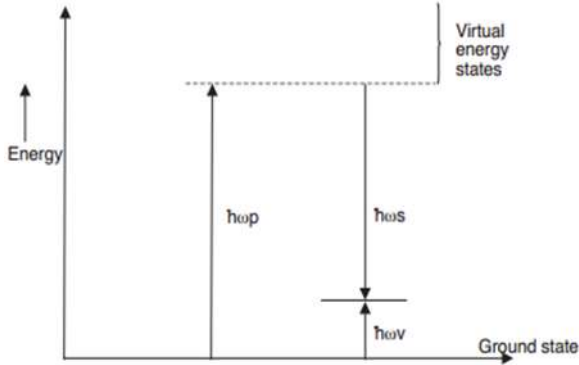 Virtual
energy
states
Energy
ħωp
ħωs
ħωv
Ground state